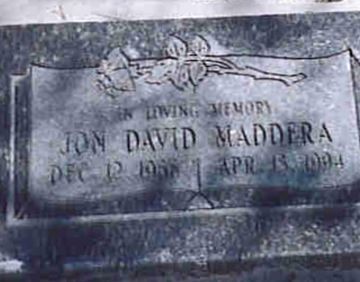 IN LOVING MEMORY
JON DAVID MADDERA
DEC. 12 APR. 13, 1994